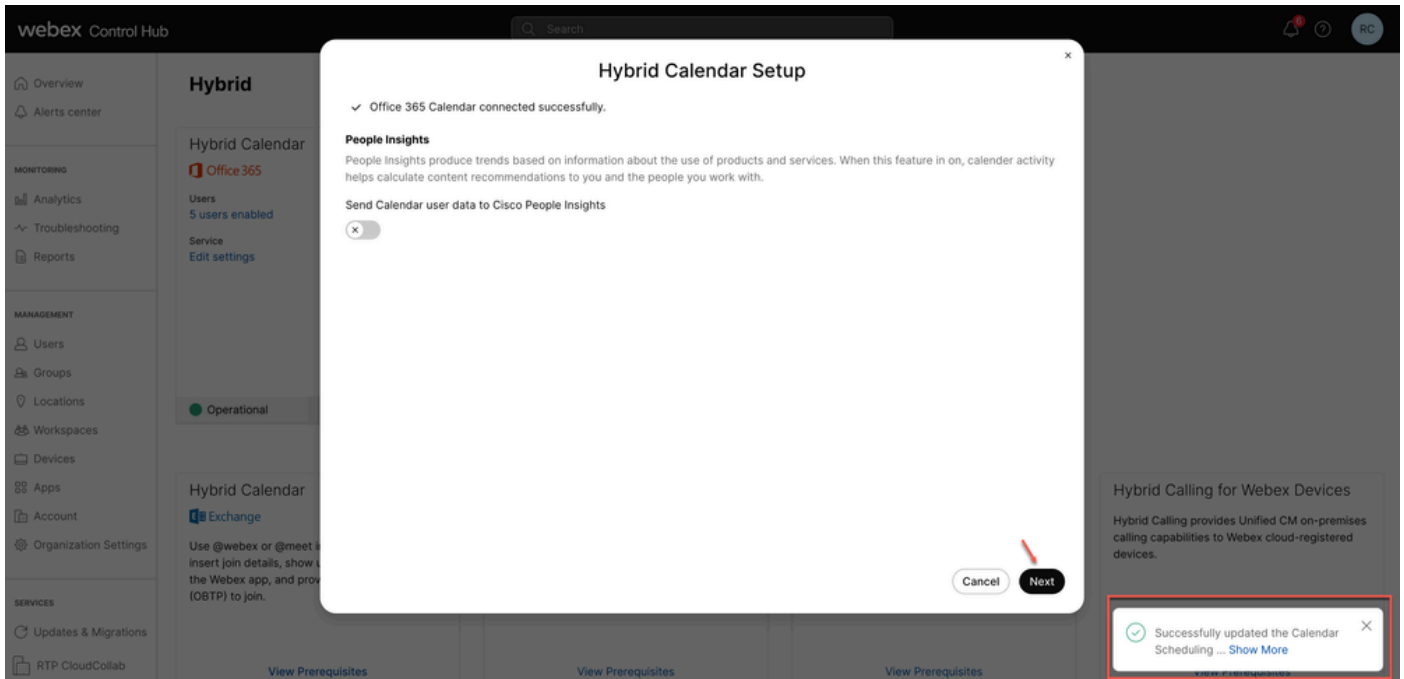 webex Control Hub
Search
6
RC
Overview
Alerts center
MONITORING
Analytics
Troubleshooting
Reports
MANAGEMENT
Users
Groups
Locations
Workspaces
Devices
Apps
Account
Organization Settings
SERVICES
Updates & Migrations
RTP CloudCollab
Hybrid
Hybrid Calendar
Office 365
Users
5 users enabled
Service
Edit settings
Operational
Hybrid Calendar
Exchange
Use @webex or @meet
insert join details, show
the Webex app, and
(OBTP) to join.
View Prerequisites
View Prerequisites
View Prerequisites
Hybrid Calendar Setup
Office 365 Calendar connected successfully.
People Insights
People Insights produce trends based on information about the use of products and services. When this feature in on, calender activity
helps calculate content recommendations to you and the people you work with.
Send Calendar user data to Cisco People Insights
Cancel
Next
Hybrid Calling for Webex Devices
Hybrid Calling provides Unified CM on-premises
calling capabilities to Webex cloud-registered
devices.
Successfully updated the Calendar
Scheduling ... Show More
View Prerequisites